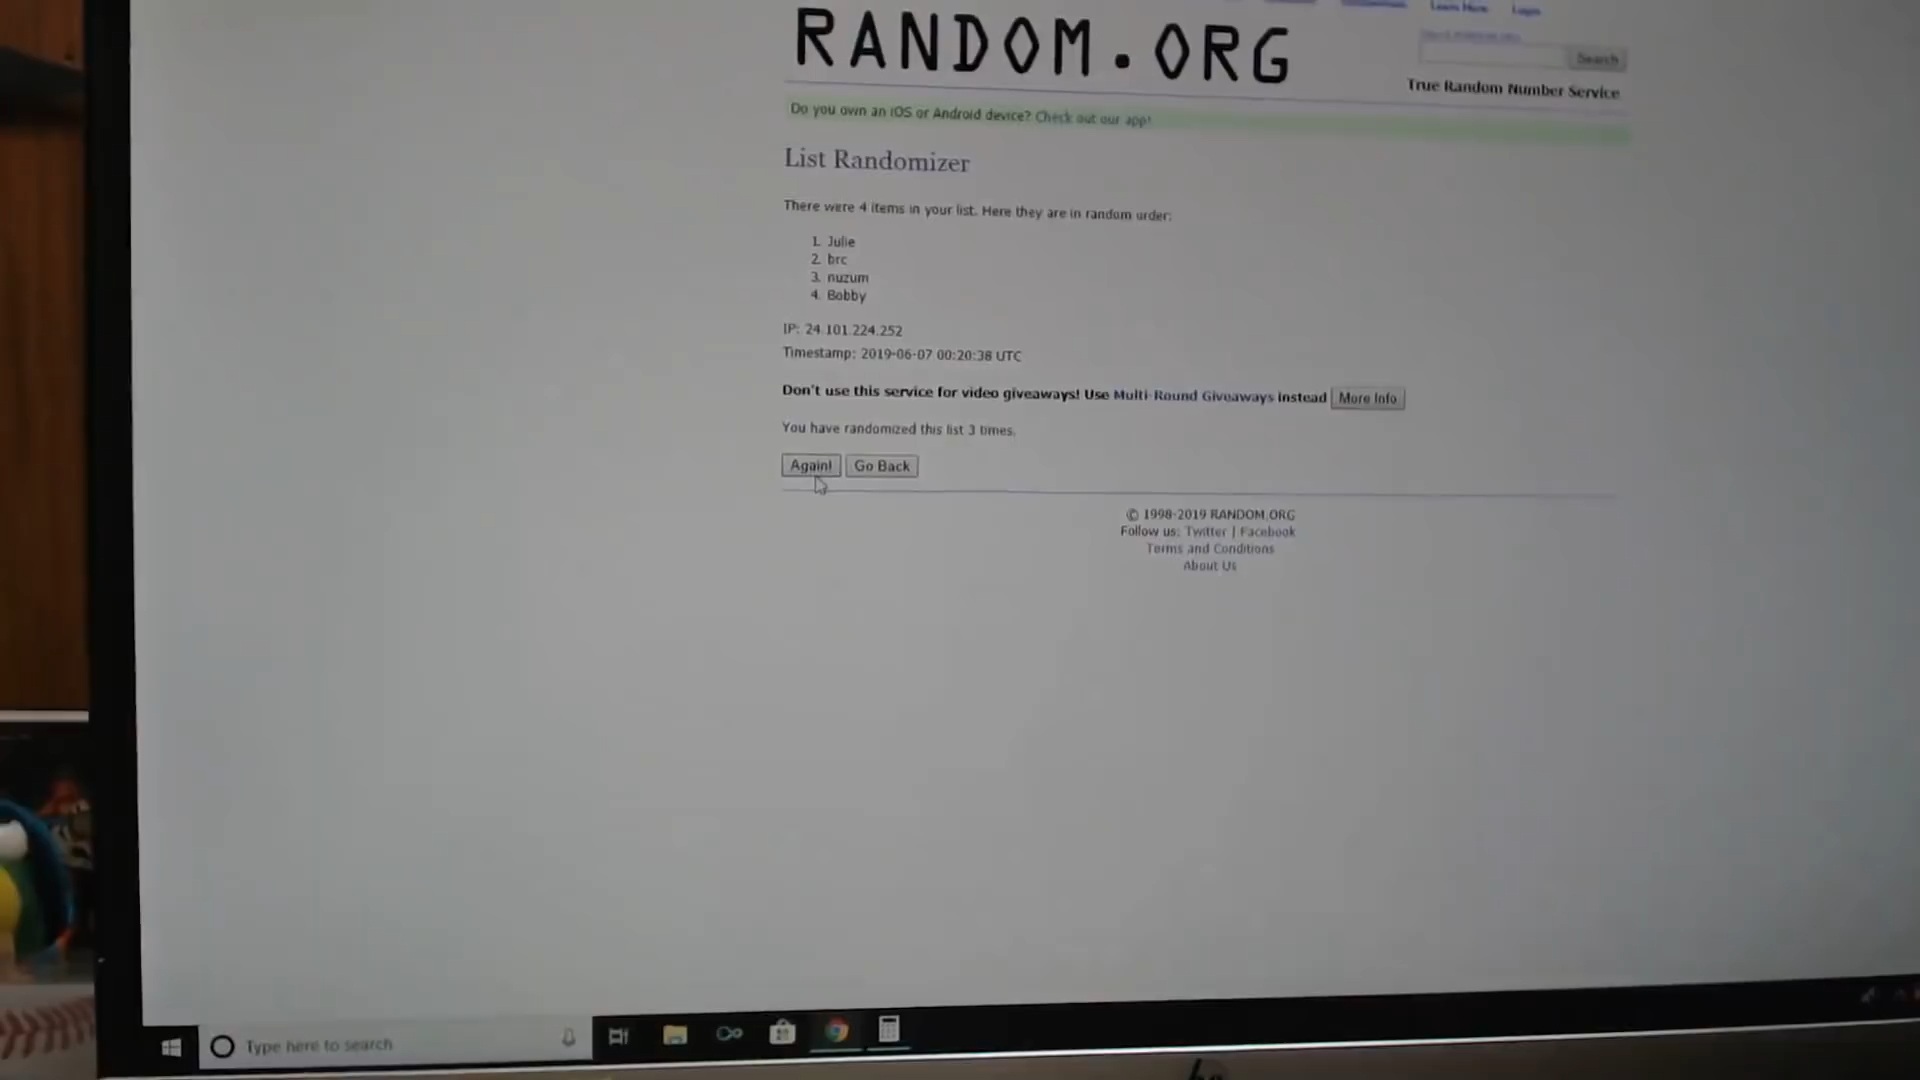 Learn More Login
RANDOM.ORG
Search
True Random Number Service
Do you own an iOS or Android device? Check out our app!
List Randomizer
There were 4 items in your list. Here they are in random order:
1. Julie
2. brc
3. nuzum
4. Bobby
IP: 24.101.224.252
Timestamp: 2019-06-07 00:20:38 UTC
Don't use this service for video giveaways! Use Multi-Round Giveaways instead More Info
You have randomized this list 3 times.
Again! Go Back
© 1998-2019 RANDOM.ORG
Follow us: Twitter | Facebook
Terms and Conditions
About Us
Type here to search
hp